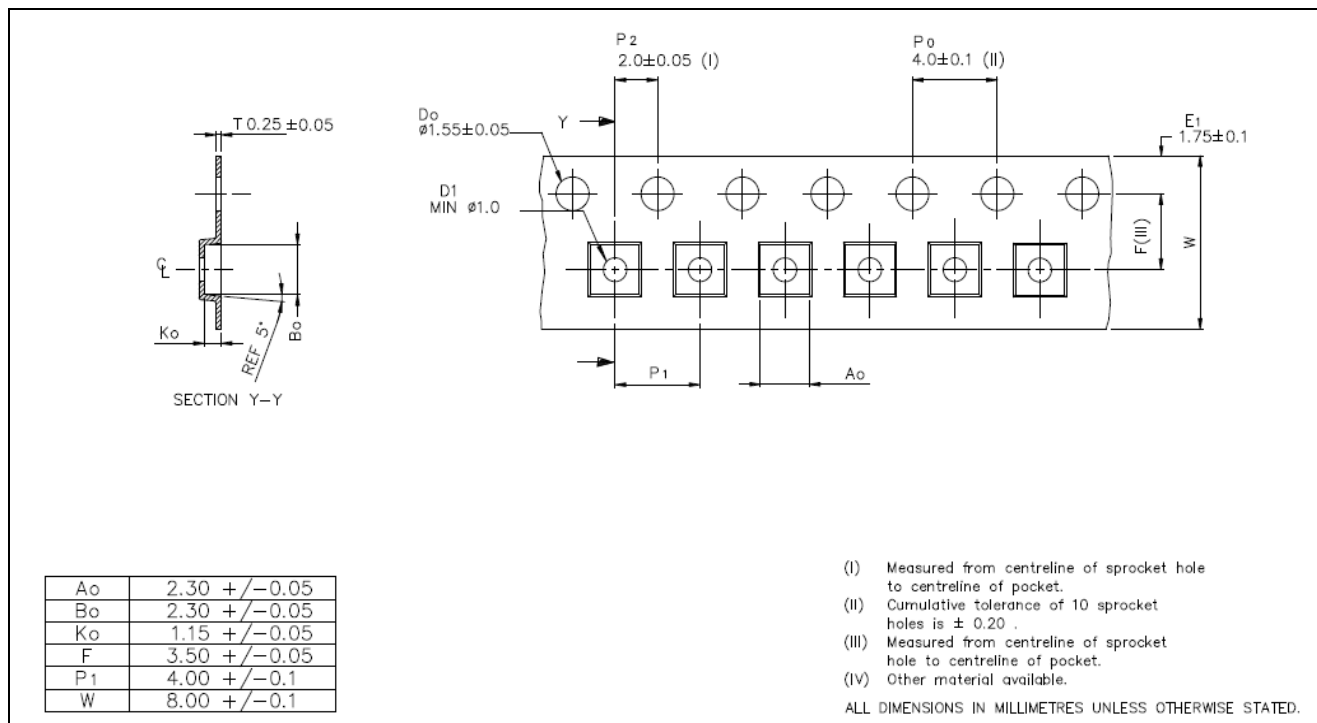 P2
2.0±0.05 (I)
Po
4.0±0.1 (II)
T 0.25 ±0.05
Do
ø1.55±0.05
Y
E1
1.75±0.1
D1
MIN ø1.0
F(III)
W
℄
Bo
Ko
REF 5°
P1
Ao
SECTION Y-Y
Ao 2.30 +/-0.05
Bo 2.30 +/-0.05
Ko 1.15 +/-0.05
F 3.50 +/-0.05
P1 4.00 +/-0.1
W 8.00 +/-0.1
(I) Measured from centreline of sprocket hole
to centreline of pocket.
(II) Cumulative tolerance of 10 sprocket
holes is ± 0.20 .
(III) Measured from centreline of sprocket
hole to centreline of pocket.
(IV) Other material available.
ALL DIMENSIONS IN MILLIMETRES UNLESS OTHERWISE STATED.